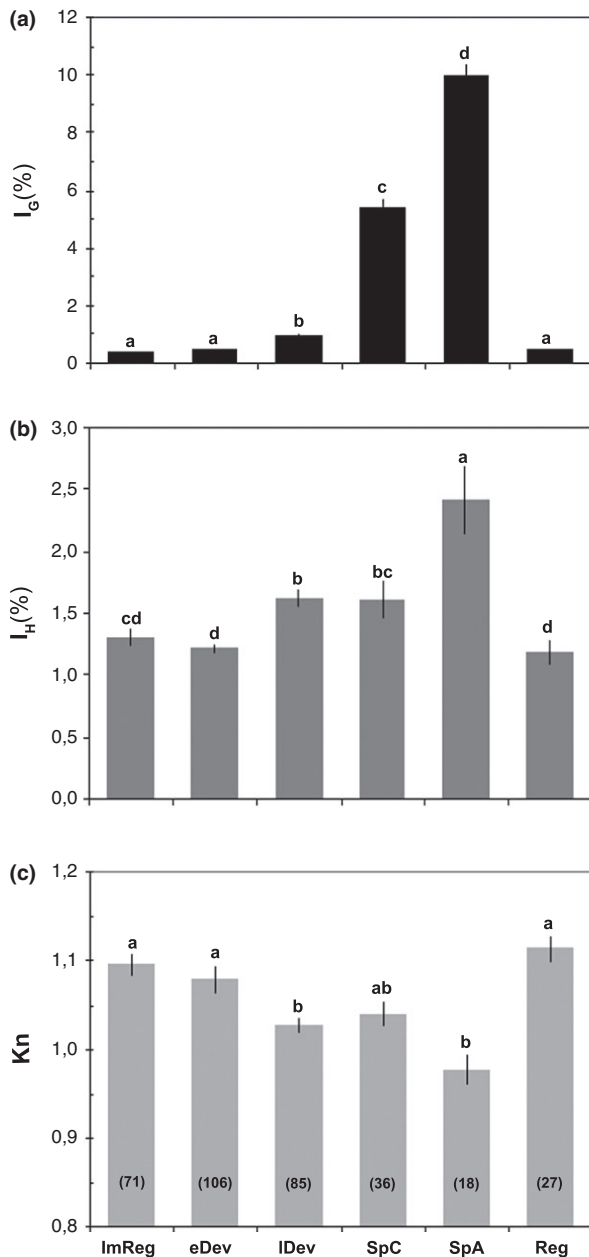 (a)
12
10
8
6
4
2
0
I_G(%)
a a b c d a
(b)
3,0
2,5
2,0
1,5
1,0
0,5
0,0
I_H(%)
cd d b bc a d
(c)
1,2
1,1
1,0
0,9
0,8
Kn
a a b ab b a
(71) (106) (85) (36) (18) (27)
ImReg eDev lDev SpC SpA Reg